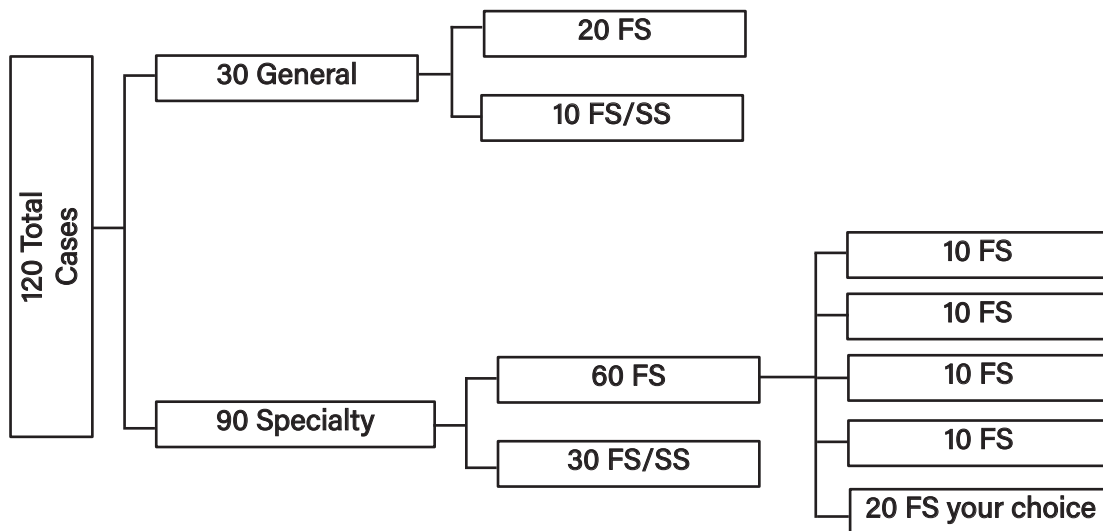 120 Total
Cases
30 General
20 FS
10 FS/SS
90 Specialty
60 FS
30 FS/SS
10 FS
10 FS
10 FS
10 FS
20 FS your choice